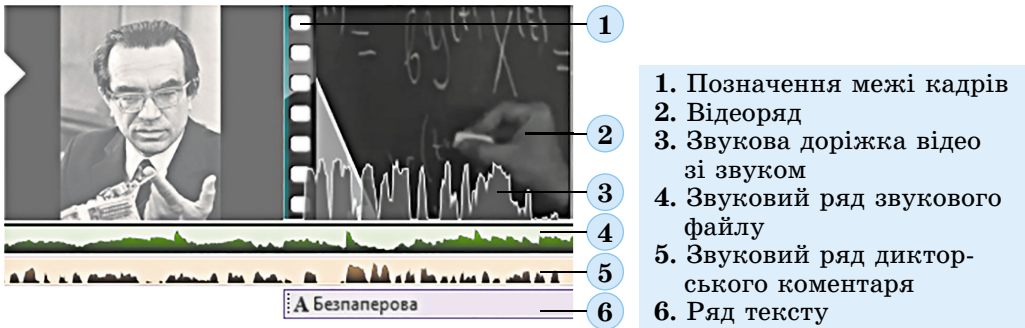 1
2
3
4
5
6
А Безпаперова
1. Позначення межі кадрів
2. Відеоряд
3. Звукова доріжка відео
зі звуком
4. Звуковий ряд звукового
файлу
5. Звуковий ряд диктор-
ського коментаря
6. Ряд тексту